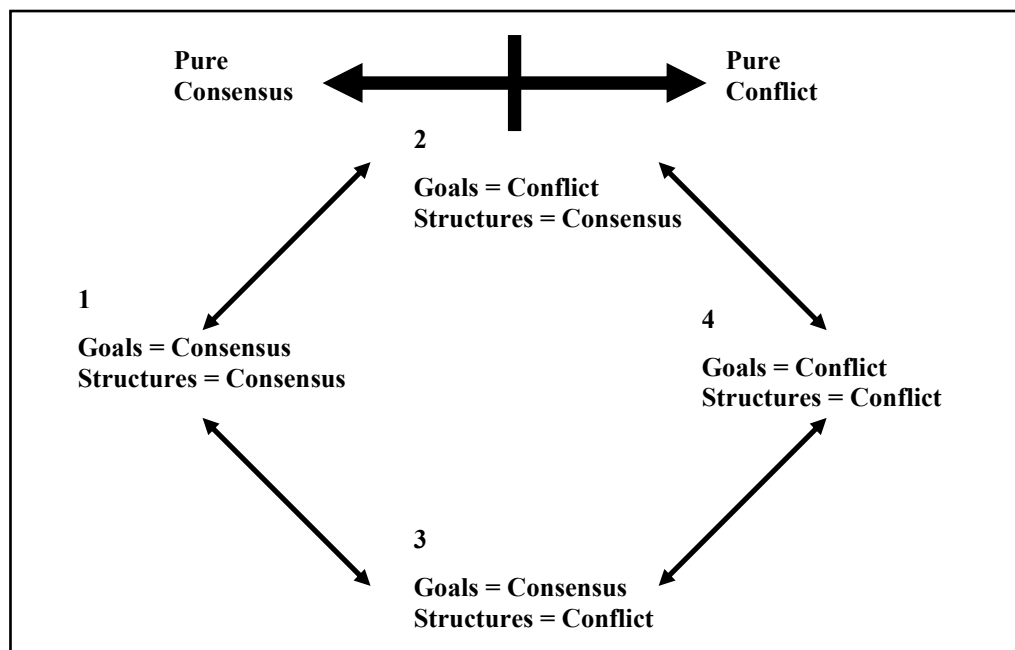 Pure
Consensus
Pure
Conflict
2
Goals = Conflict
Structures = Consensus
1
Goals = Consensus
Structures = Consensus
4
Goals = Conflict
Structures = Conflict
3
Goals = Consensus
Structures = Conflict